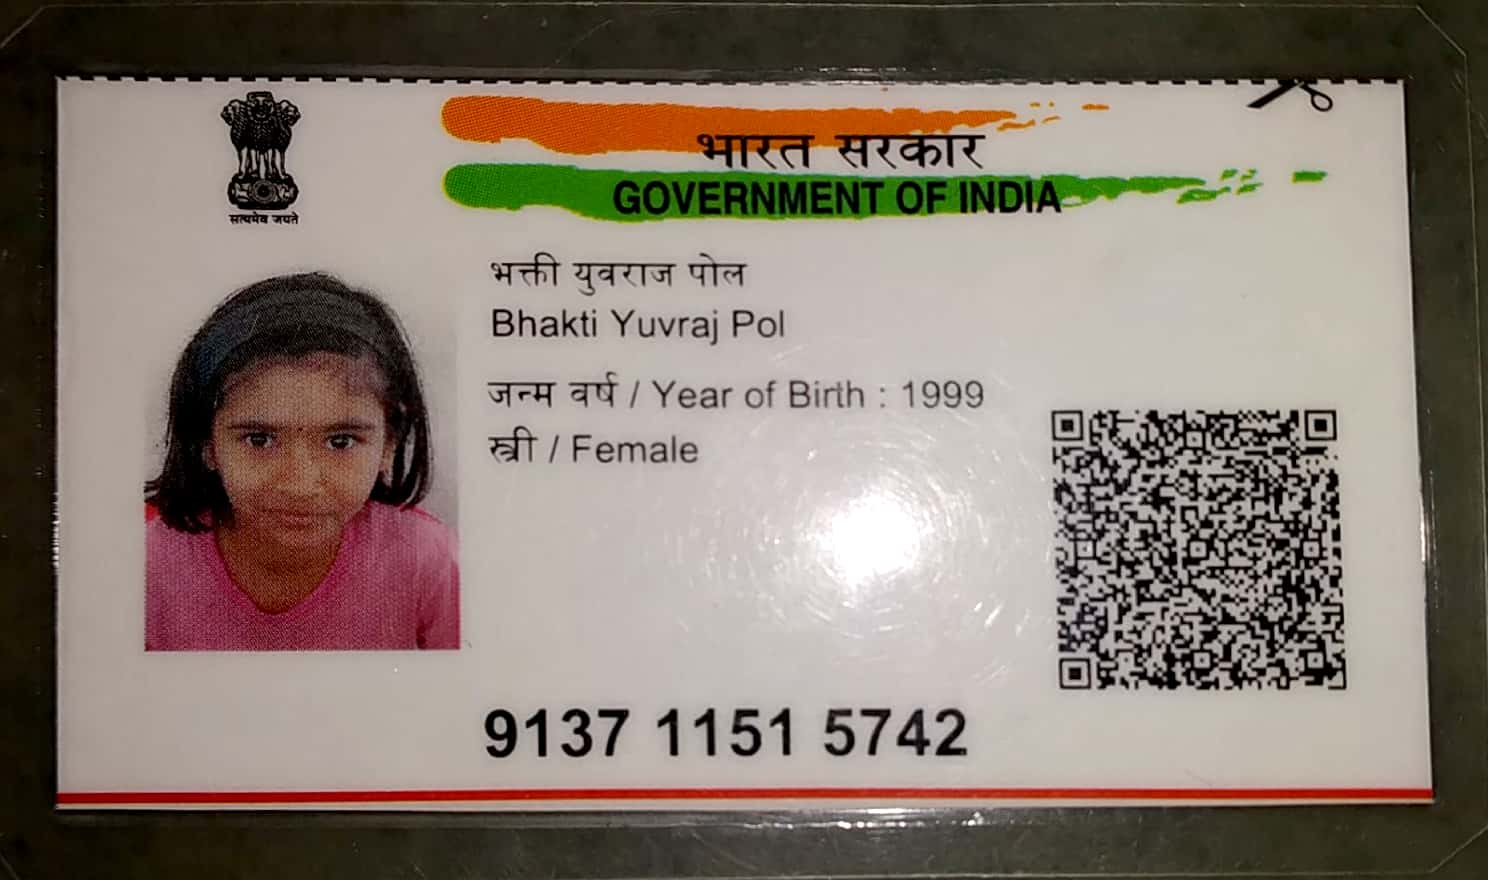 सत्यमेव जयते
भारत सरकार
GOVERNMENT OF INDIA
भक्ती युवराज पोल
Bhakti Yuvraj Pol
जन्म वर्ष / Year of Birth : 1999
स्त्री / Female
9137 1151 5742